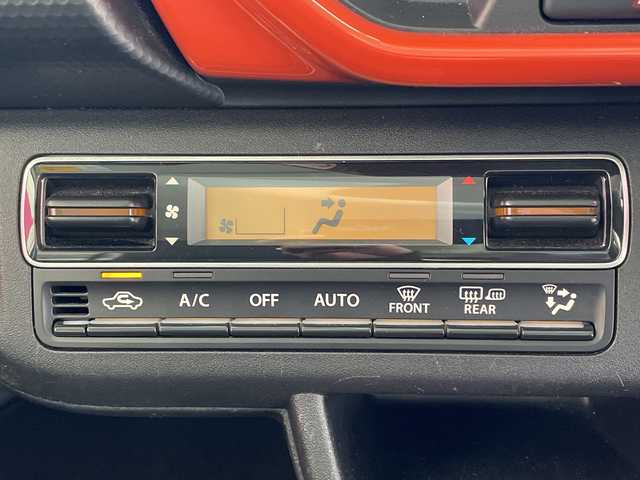 A/C OFF AUTO FRONT REAR